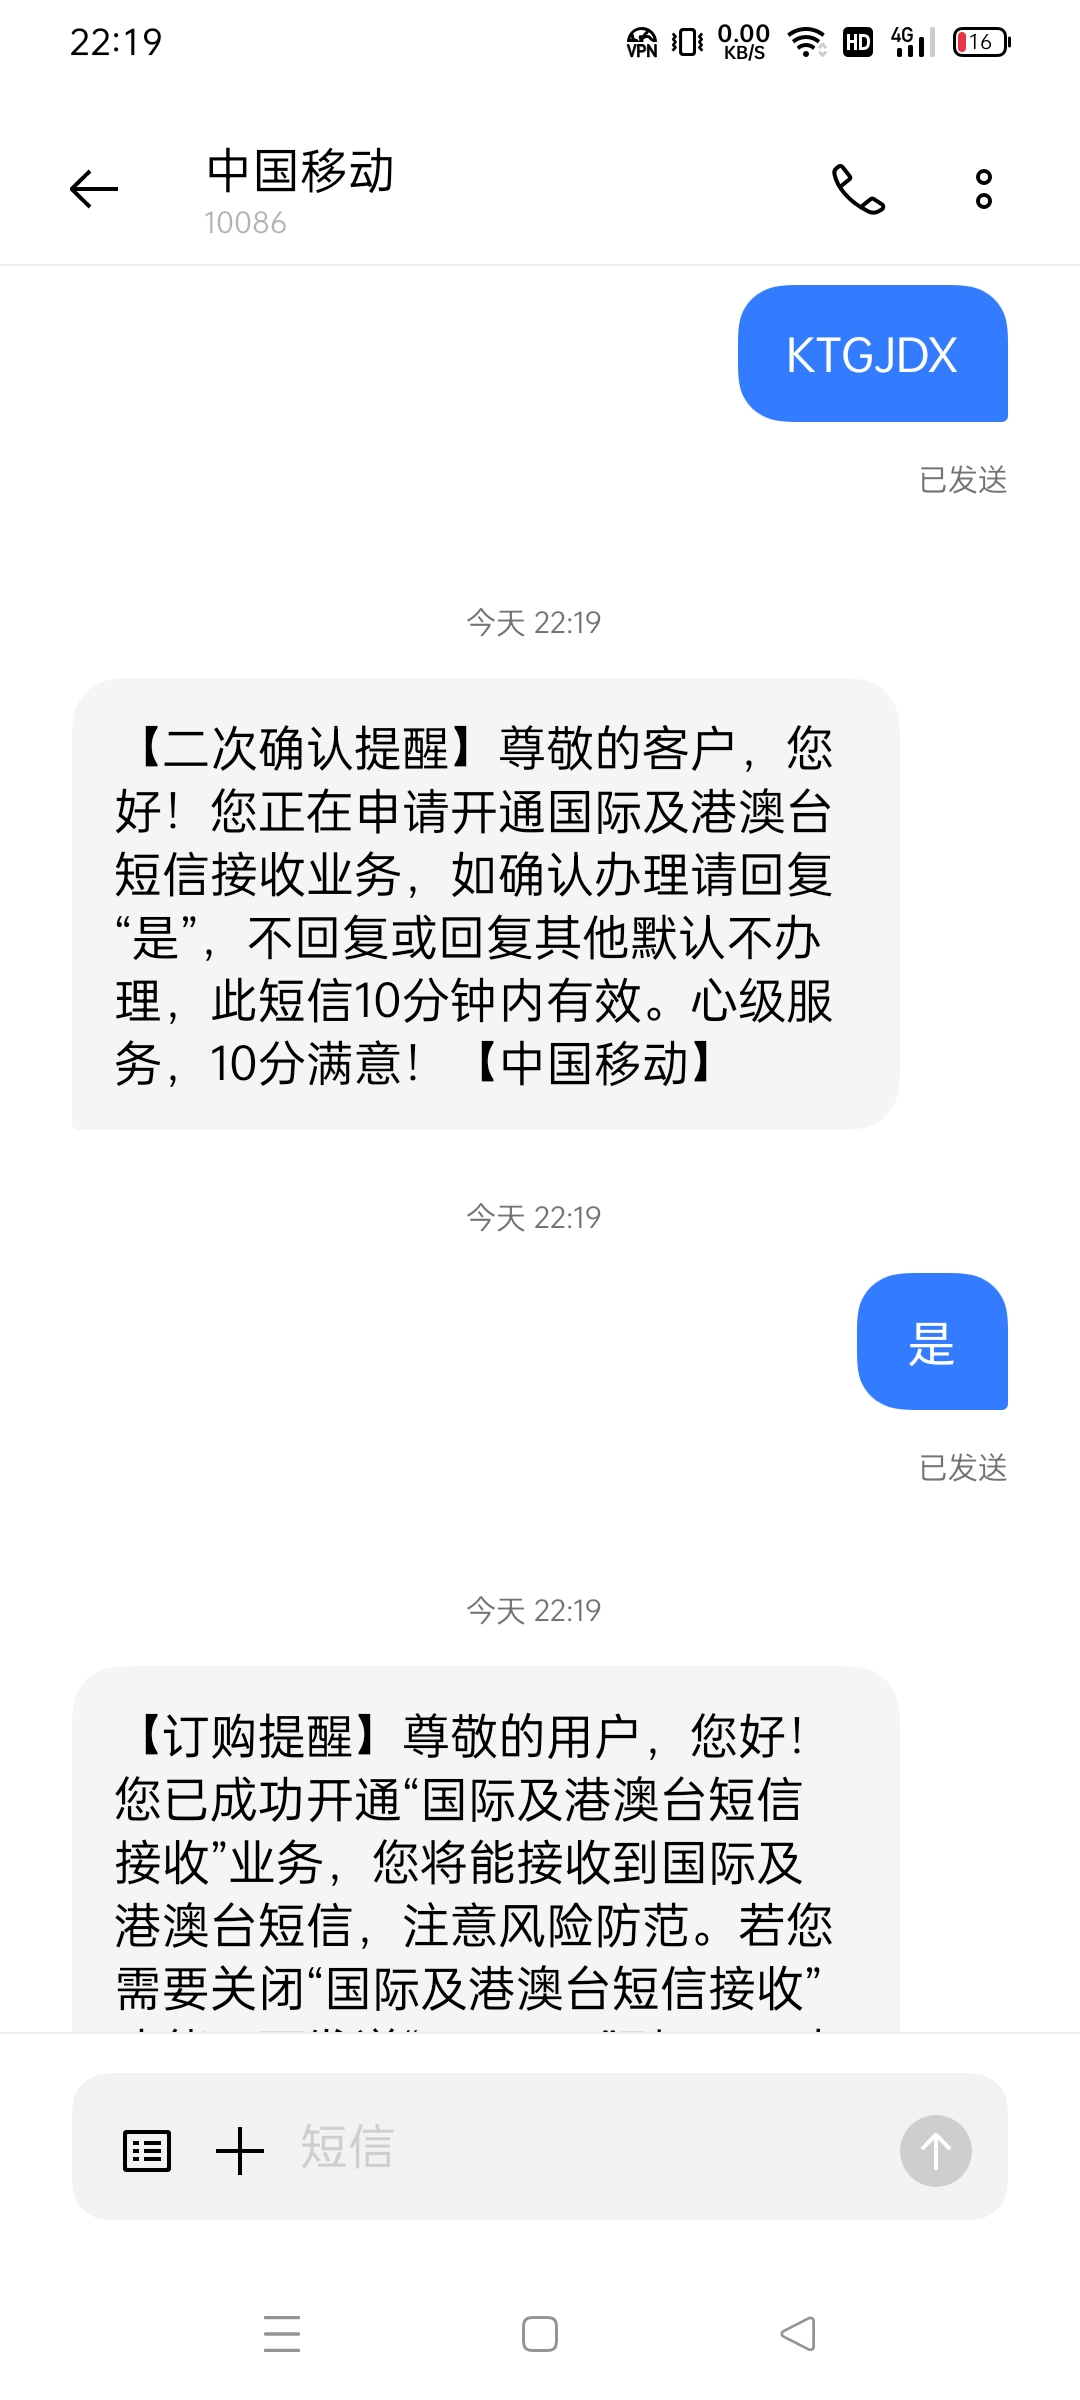 22:19
VPN
0.00
KB/S
HD
4G
16
中国移动
10086
KTGJDX
已发送
今天 22:19
【二次确认提醒】尊敬的客户，您
好！您正在申请开通国际及港澳台
短信接收业务，如确认办理请回复
“是”，不回复或回复其他默认不办
理，此短信10分钟内有效。心级服
务，10分满意！【中国移动】
今天 22:19
是
已发送
今天 22:19
【订购提醒】尊敬的用户，您好！
您已成功开通“国际及港澳台短信
接收”业务，您将能接收到国际及
港澳台短信，注意风险防范。若您
需要关闭“国际及港澳台短信接收”
短信